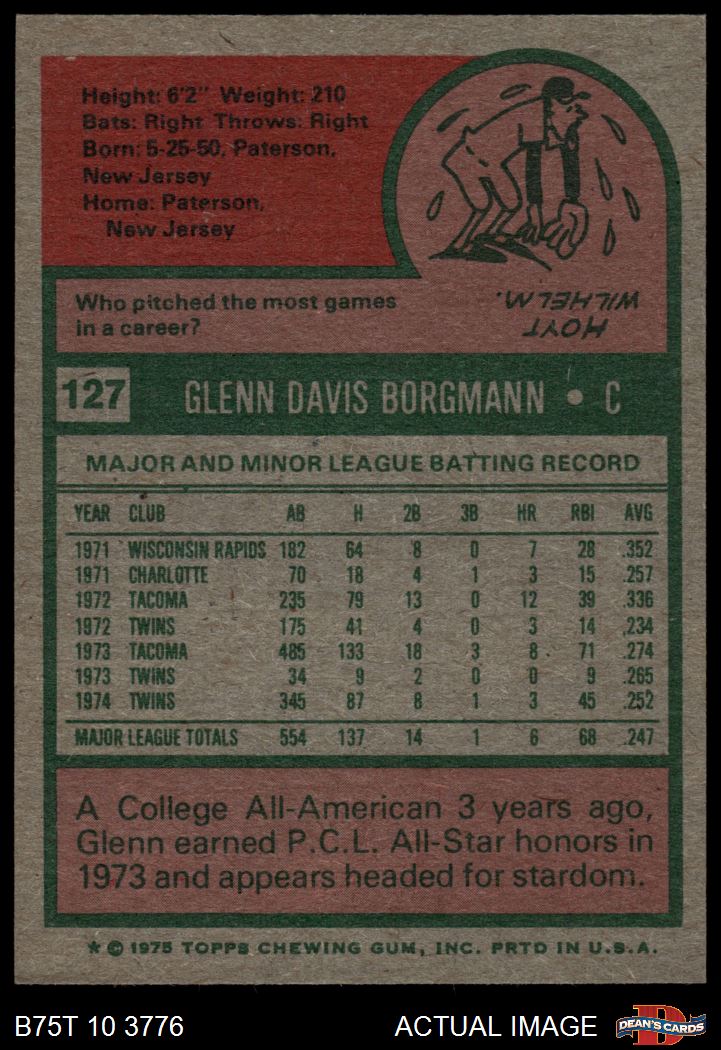 Height: 6'2" Weight: 210
Bats: Right Throws: Right
Born: 5-25-50, Paterson,
New Jersey
Home: Paterson,
New Jersey
Who pitched the most games
in a career?
HOYT
WILHELM.
127 GLENN DAVIS BORGMANN • C
MAJOR AND MINOR LEAGUE BATTING RECORD
YEAR CLUB AB H 2B 3B HR RBI AVG
1971 WISCONSIN RAPIDS 182 64 8 0 7 28 .352
1971 CHARLOTTE 70 18 4 1 3 15 .257
1972 TACOMA 235 79 13 0 12 39 .336
1972 TWINS 175 41 4 0 3 14 .234
1973 TACOMA 485 133 18 3 8 71 .274
1973 TWINS 34 9 2 0 0 9 .265
1974 TWINS 345 87 8 1 3 45 .252
MAJOR LEAGUE TOTALS 554 137 14 1 6 68 .247
A College All-American 3 years ago,
Glenn earned P.C.L. All-Star honors in
1973 and appears headed for stardom.
* © 1975 TOPPS CHEWING GUM, INC. PRTD IN U.S.A.
B75T 10 3776 ACTUAL IMAGE DEAN'S CARDS